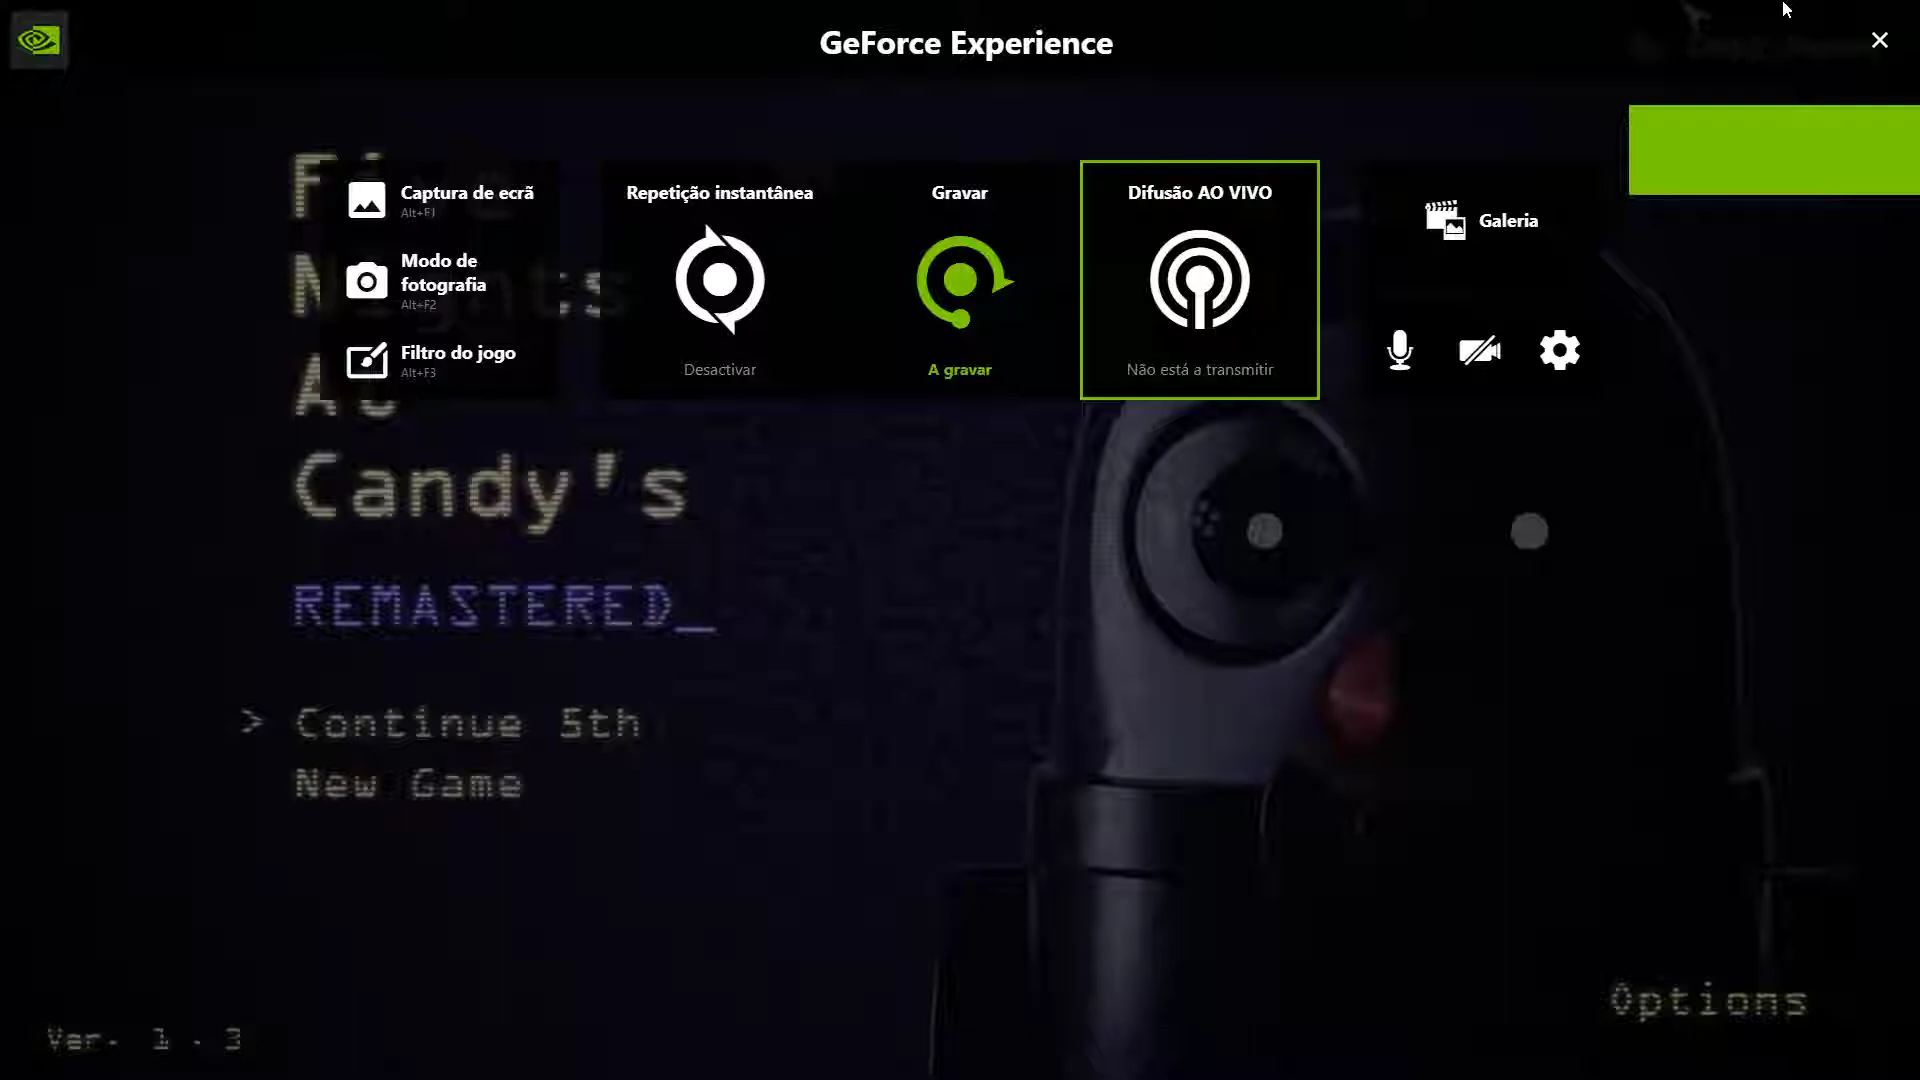 GeForce Experience
Captura de ecrã
Alt+F1
Modo de
fotografia
Alt+F2
Filtro do jogo
Alt+F3
Repetição instantânea
Desactivar
Gravar
A gravar
Difusão AO VIVO
Não está a transmitir
Galeria
Candy's
REMASTERED_
> Continue 5th
New Game
Options
Ver. 1.3